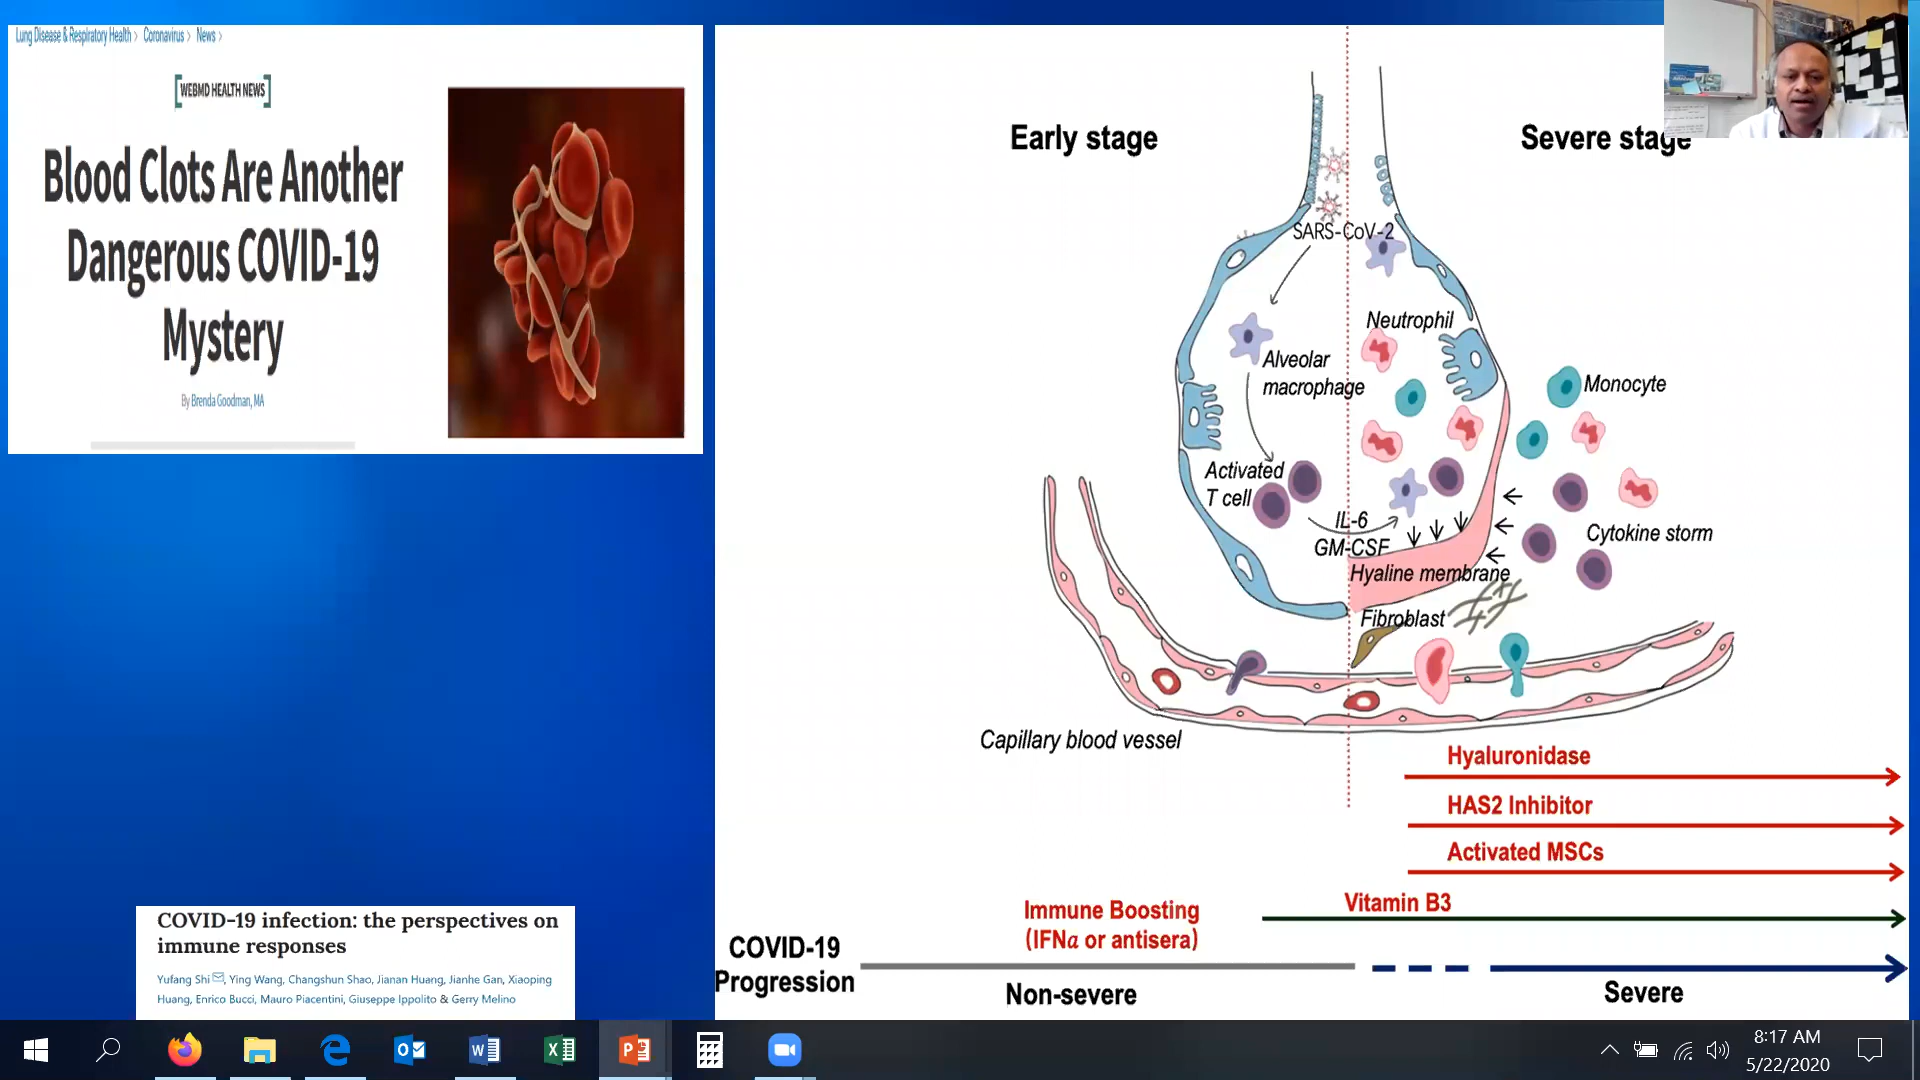 Lung Disease & Respiratory Health > Coronavirus > News >
[WEBMD HEALTH NEWS]
Blood Clots Are Another
Dangerous COVID-19
Mystery
By Brenda Goodman, MA
COVID-19 infection: the perspectives on
immune responses
Yufang Shi, Ying Wang, Changshun Shao, Jianan Huang, Jianhe Gan, Xiaoping
Huang, Enrico Bucci, Mauro Piacentini, Giuseppe Ippolito & Gerry Melino
Early stage
Severe stage
SARS-CoV-2
Neutrophil
Alveolar
macrophage
Monocyte
Activated
T cell
IL-6
GM-CSF
Cytokine storm
Hyaline membrane
Fibroblast
Capillary blood vessel
Hyaluronidase
HAS2 Inhibitor
Activated MSCs
Vitamin B3
Immune Boosting
(IFNα or antisera)
COVID-19
Progression
Non-severe
Severe
8:17 AM
5/22/2020